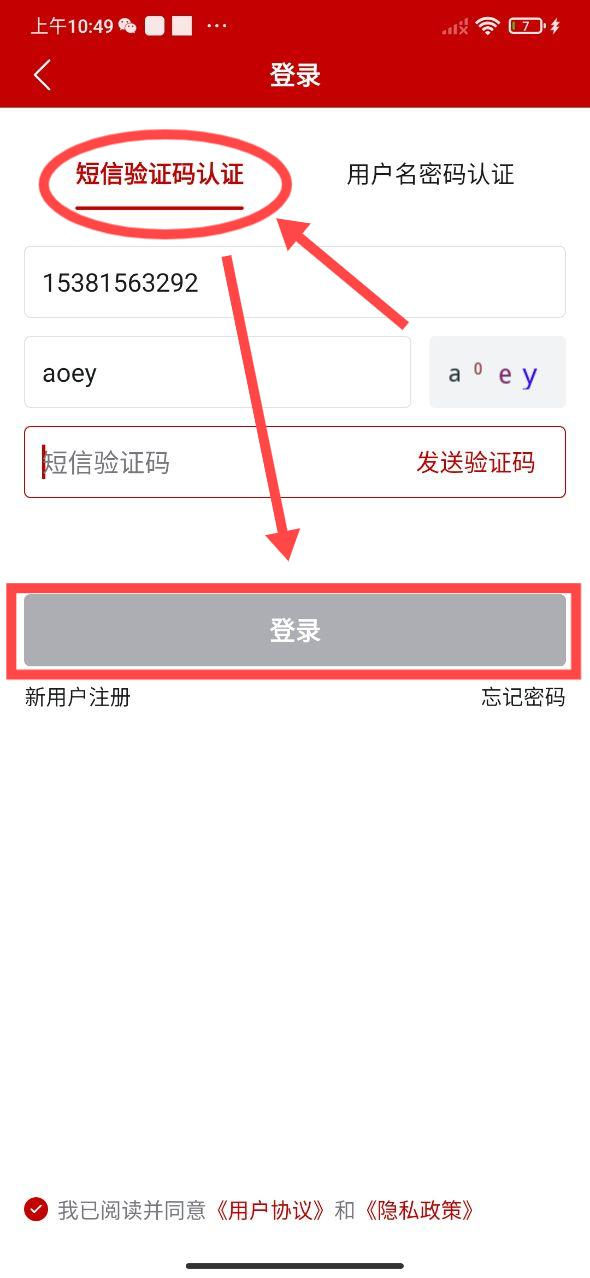 上午10:49 ...
7
登录
短信验证码认证 用户名密码认证
15381563292
aoey a0ey
短信验证码 发送验证码
登录
新用户注册 忘记密码
我已阅读并同意《用户协议》和《隐私政策》